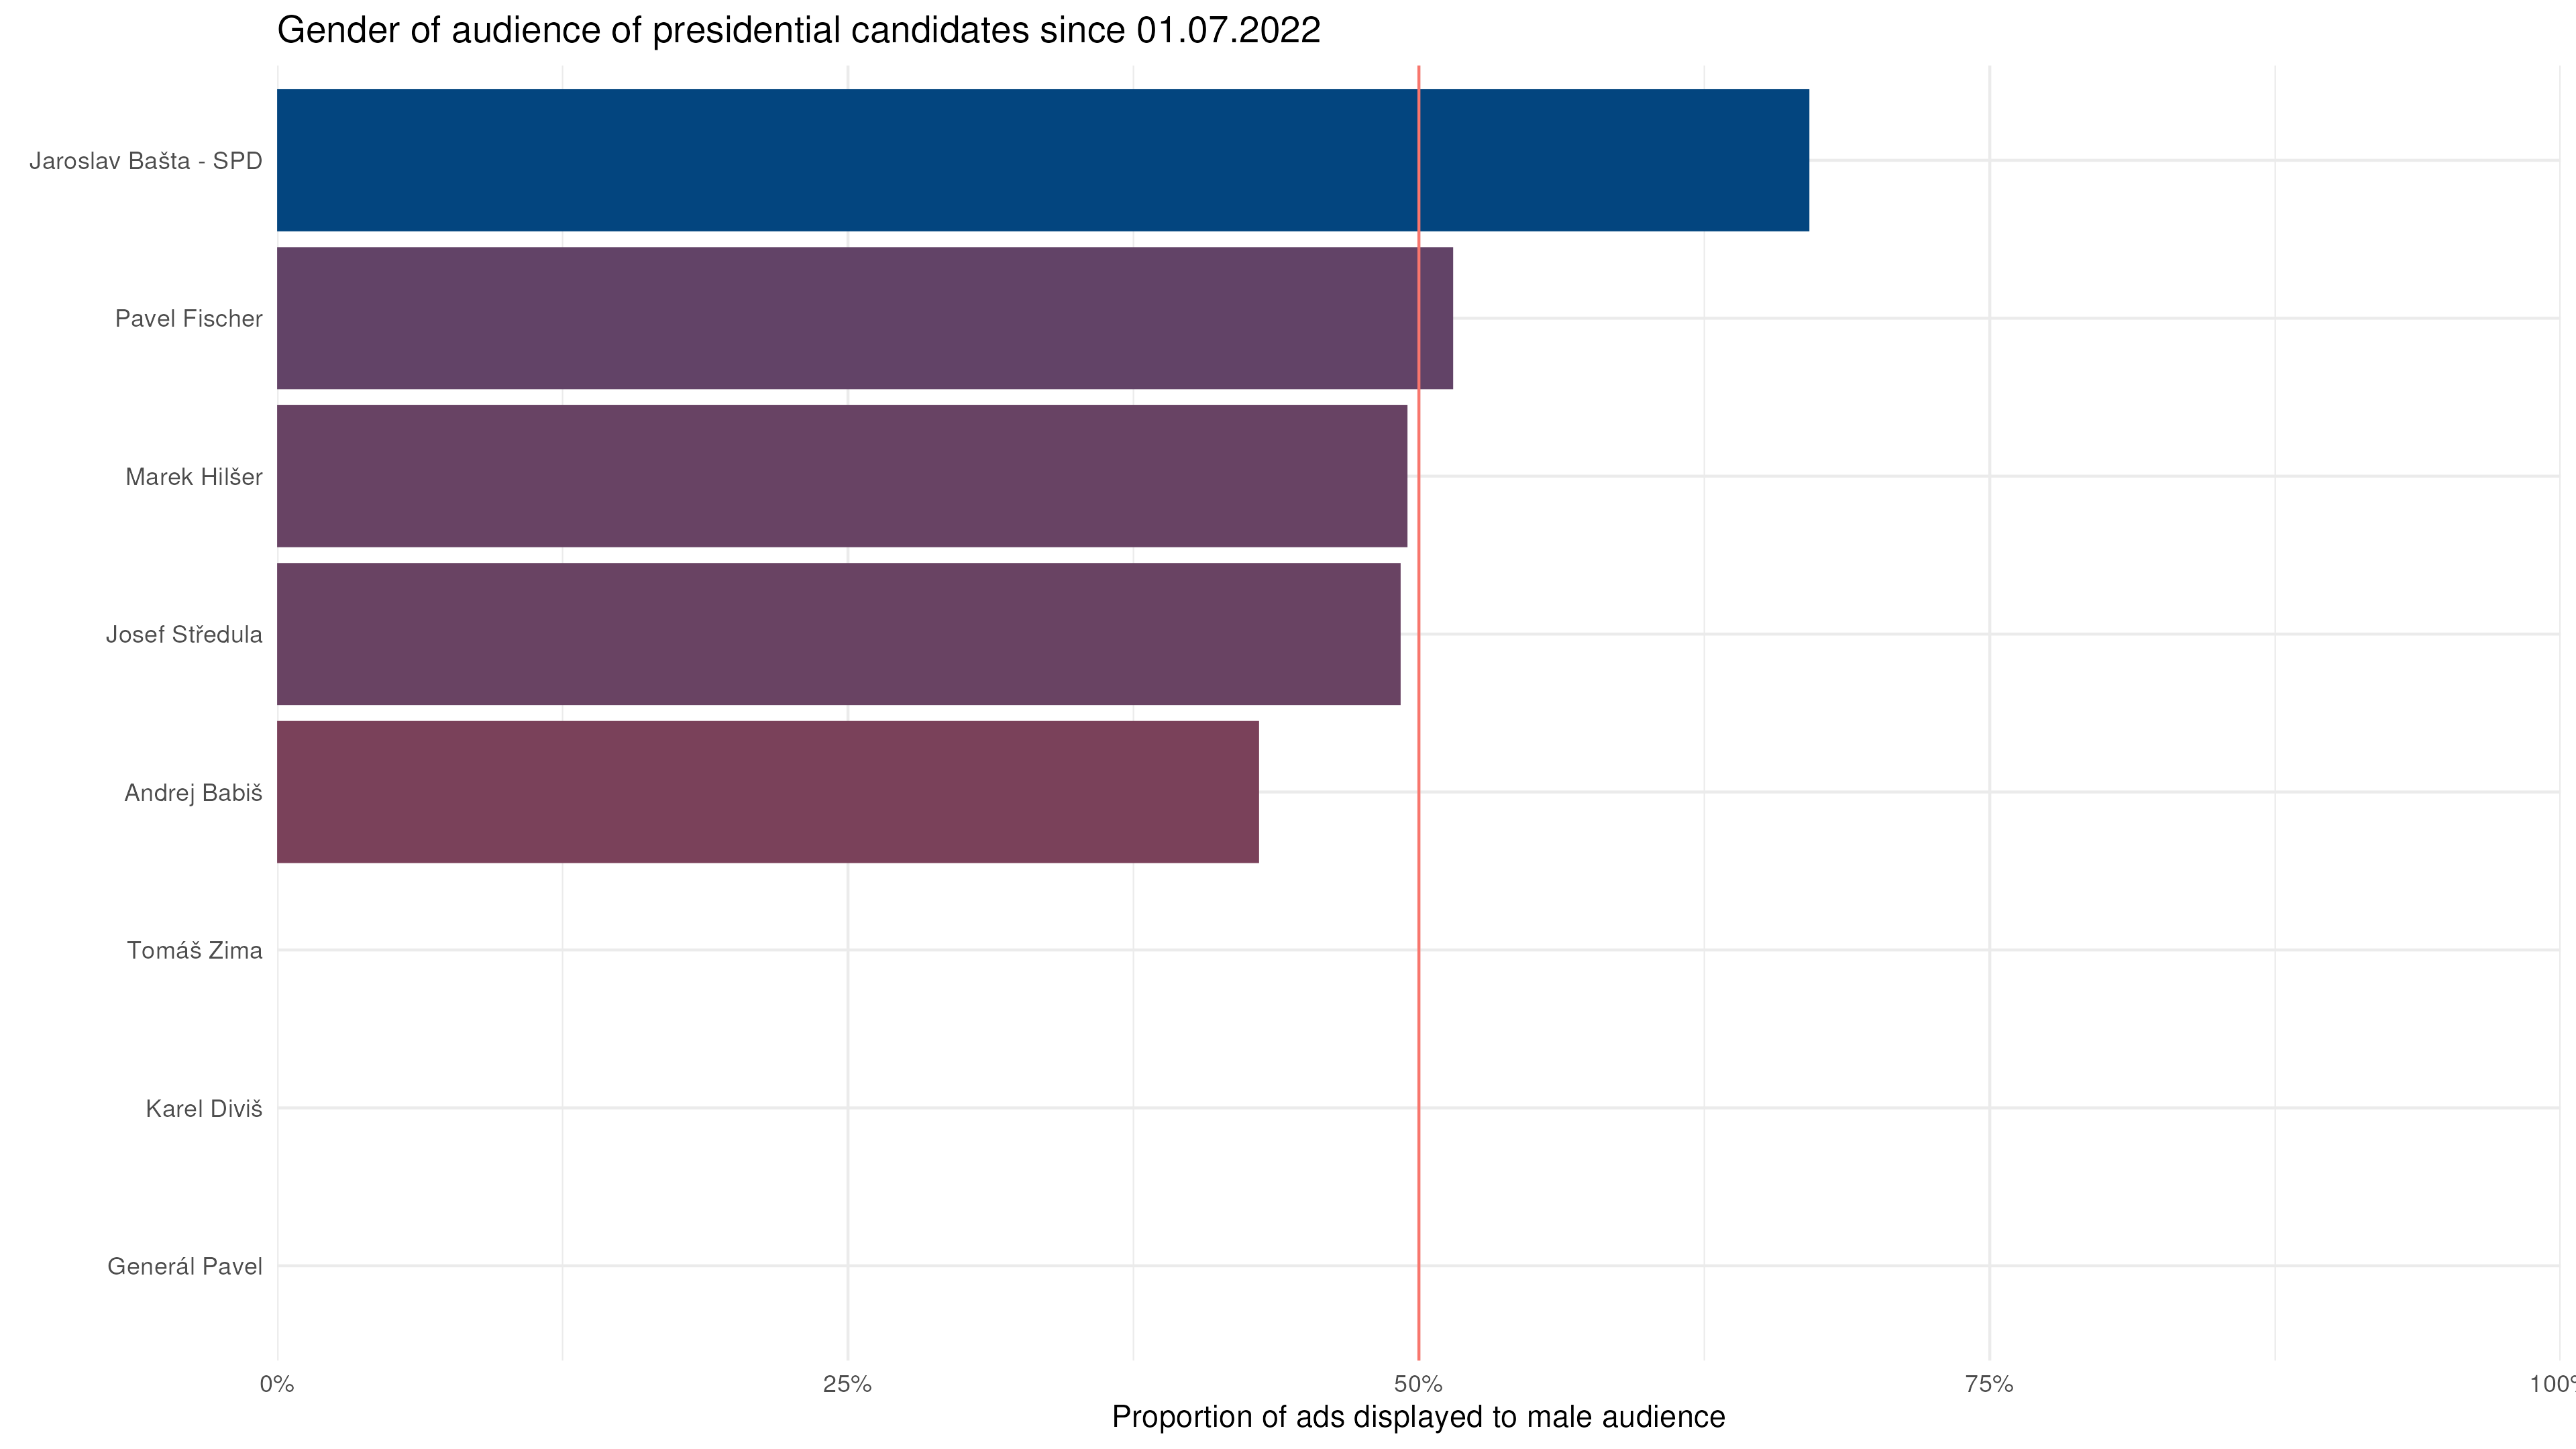 Gender of audience of presidential candidates since 01.07.2022
Jaroslav Bašta - SPD
Pavel Fischer
Marek Hilšer
Josef Středula
Andrej Babiš
Tomáš Zima
Karel Diviš
Generál Pavel
0% 25% 50% 75% 100%
Proportion of ads displayed to male audience